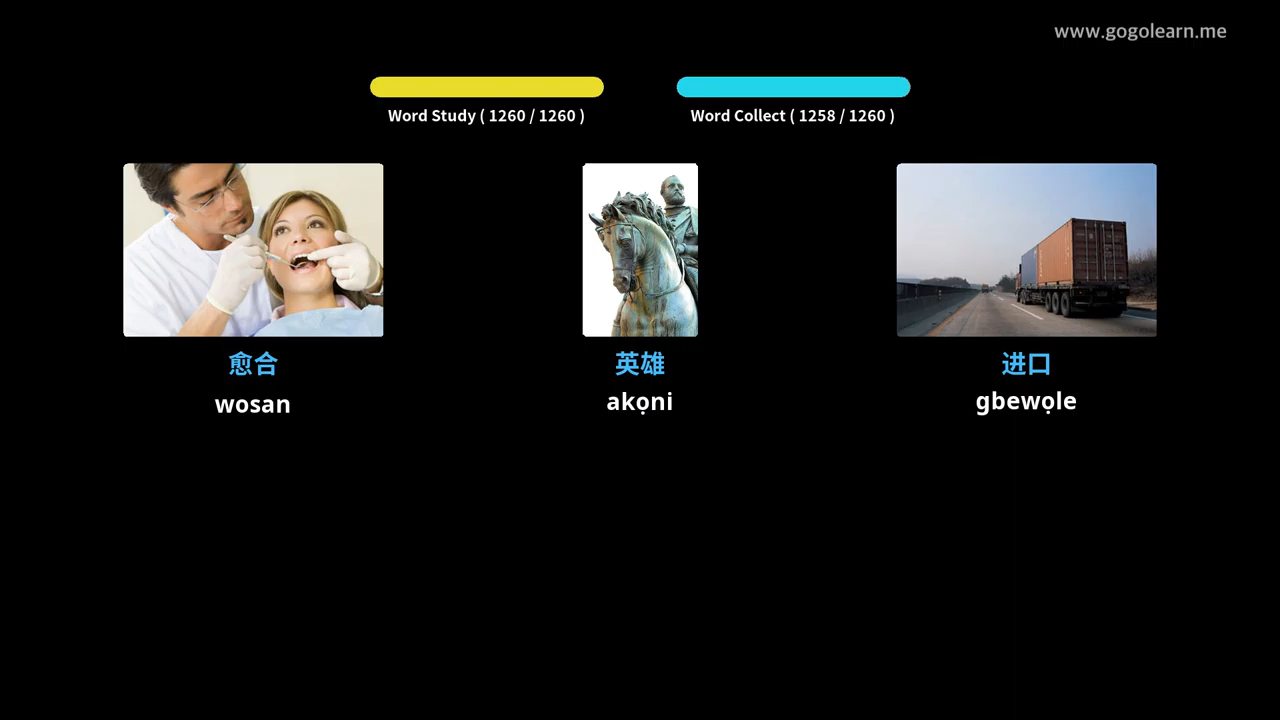 www.gogolearn.me
Word Study ( 1260 / 1260 )
Word Collect ( 1258 / 1260 )
愈合
英雄
进口
wosan
akọni
gbewọle